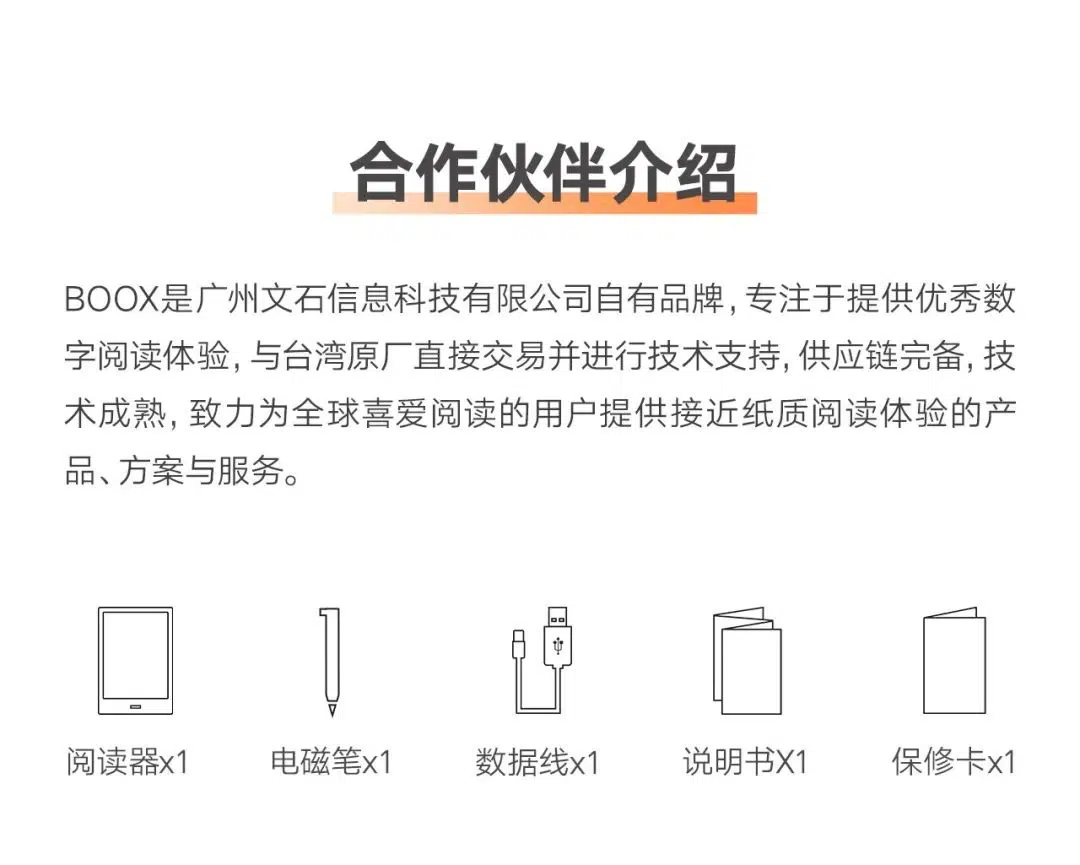 合作伙伴介绍
BOOX是广州文石信息科技有限公司自有品牌,专注于提供优秀数
字阅读体验,与台湾原厂直接交易并进行技术支持,供应链完备,技
术成熟,致力为全球喜爱阅读的用户提供接近纸质阅读体验的产
品、方案与服务。
阅读器x1 电磁笔x1 数据线x1 说明书X1 保修卡x1